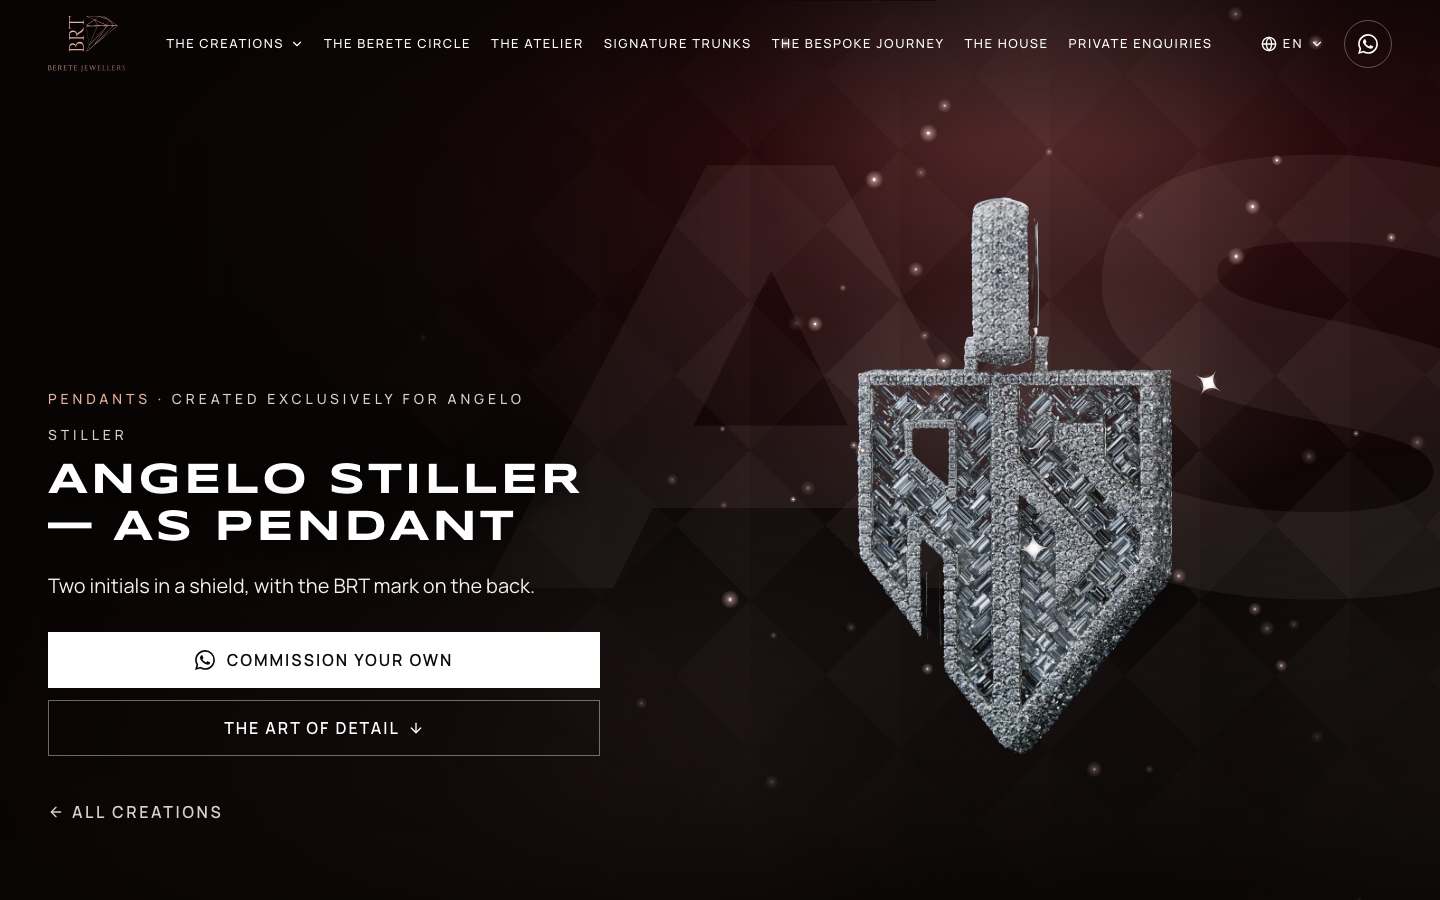 BRT
BERETE JEWELLERS
THE CREATIONS
THE BERETE CIRCLE
THE ATELIER
SIGNATURE TRUNKS
THE BESPOKE JOURNEY
THE HOUSE
PRIVATE ENQUIRIES
EN
AS
PENDANTS · CREATED EXCLUSIVELY FOR ANGELO
STILLER
ANGELO STILLER
— AS PENDANT
Two initials in a shield, with the BRT mark on the back.
COMMISSION YOUR OWN
THE ART OF DETAIL ↓
← ALL CREATIONS